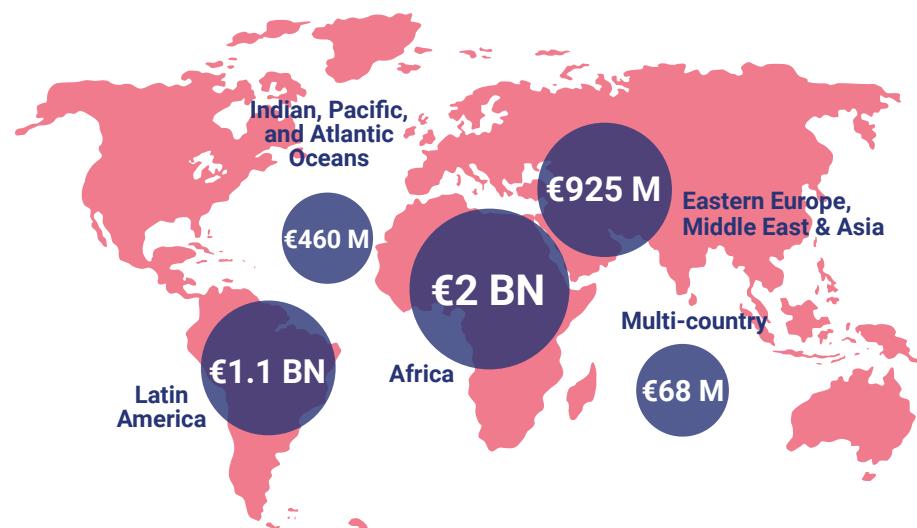 Indian, Pacific,
and Atlantic
Oceans
€460 M
€925 M
Eastern Europe,
Middle East & Asia
€2 BN
Africa
Multi-country
€68 M
€1.1 BN
Latin
America